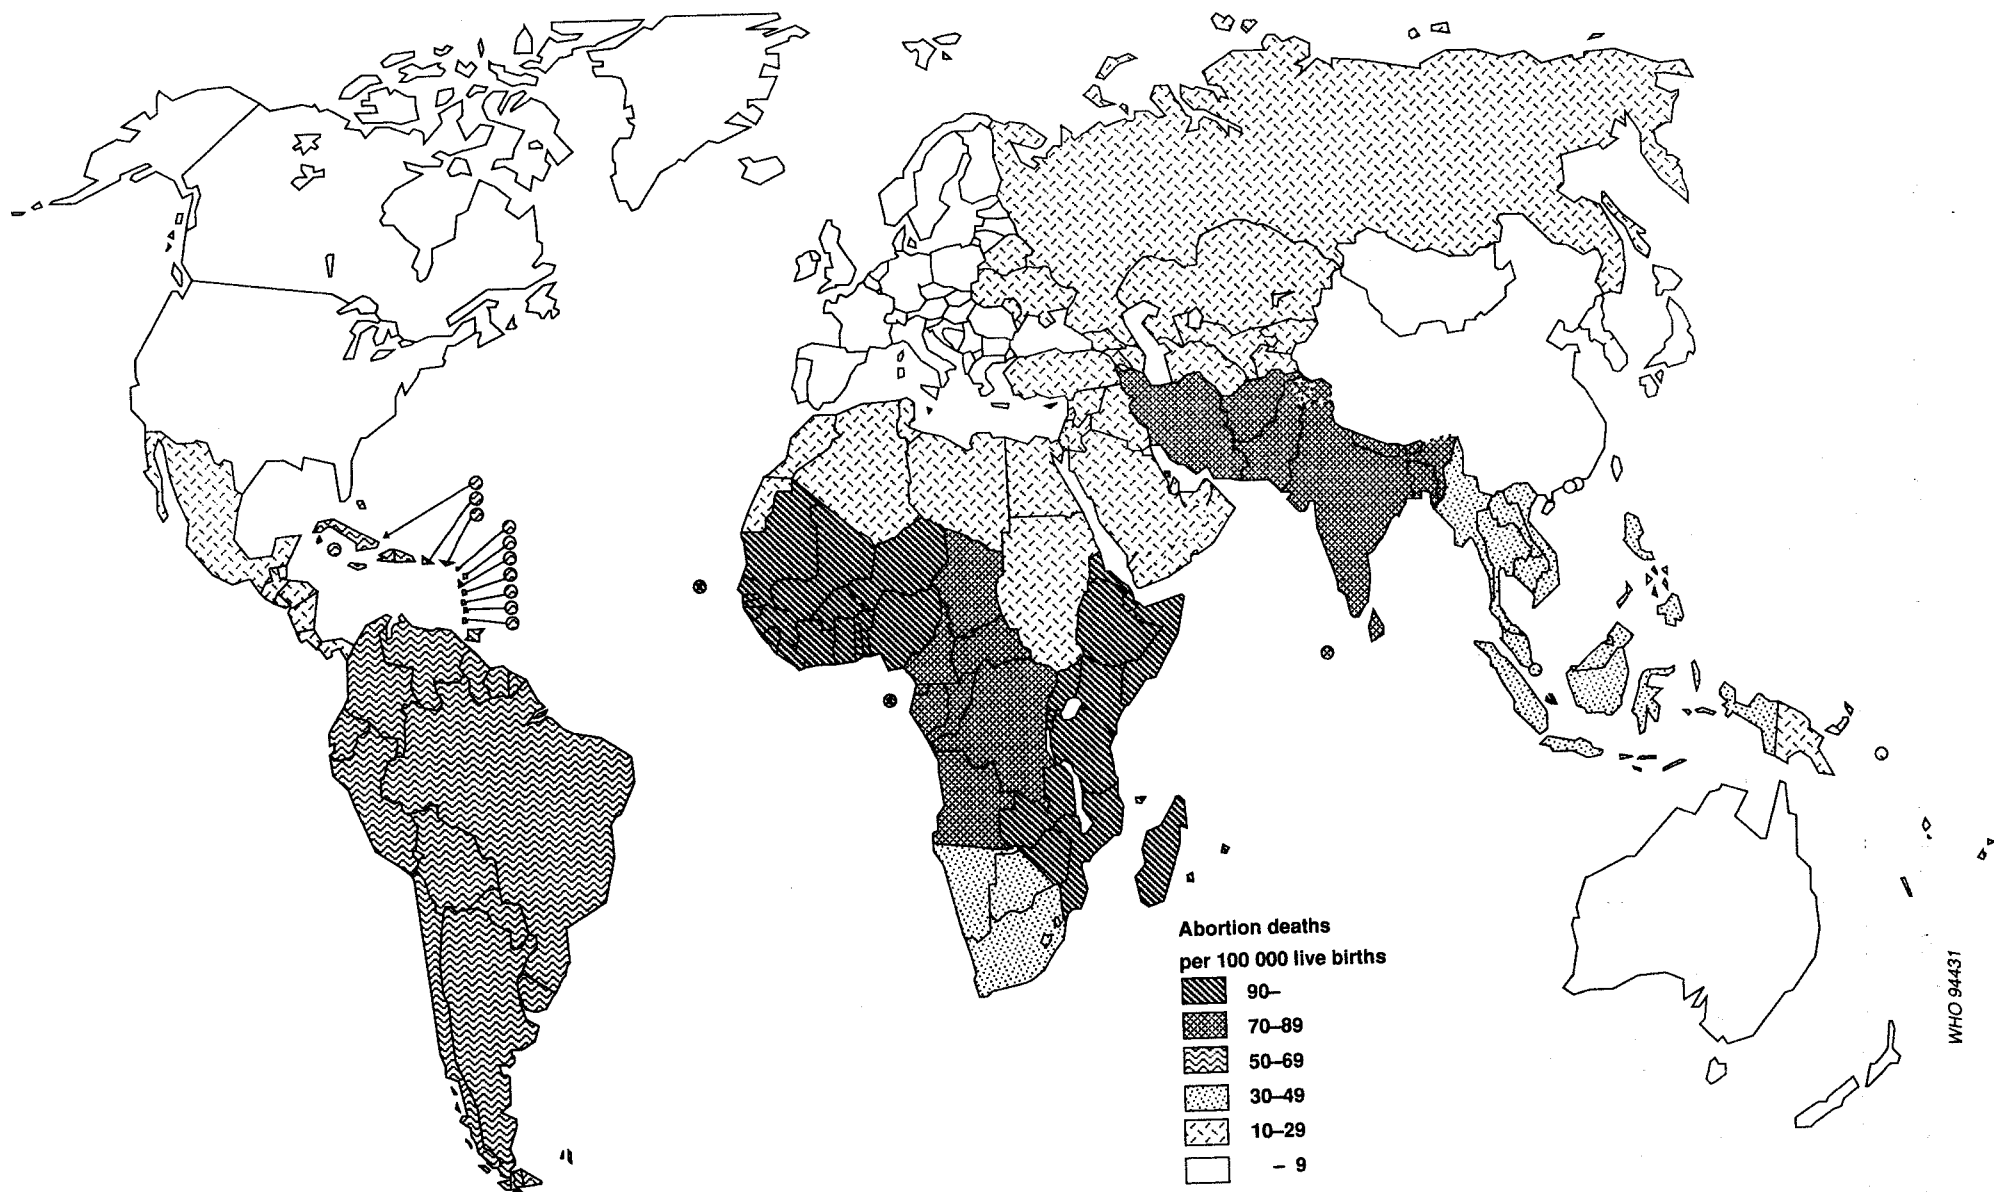 Abortion deaths
per 100 000 live births
90–
70–89
50–69
30–49
10–29
– 9
WHO 94431